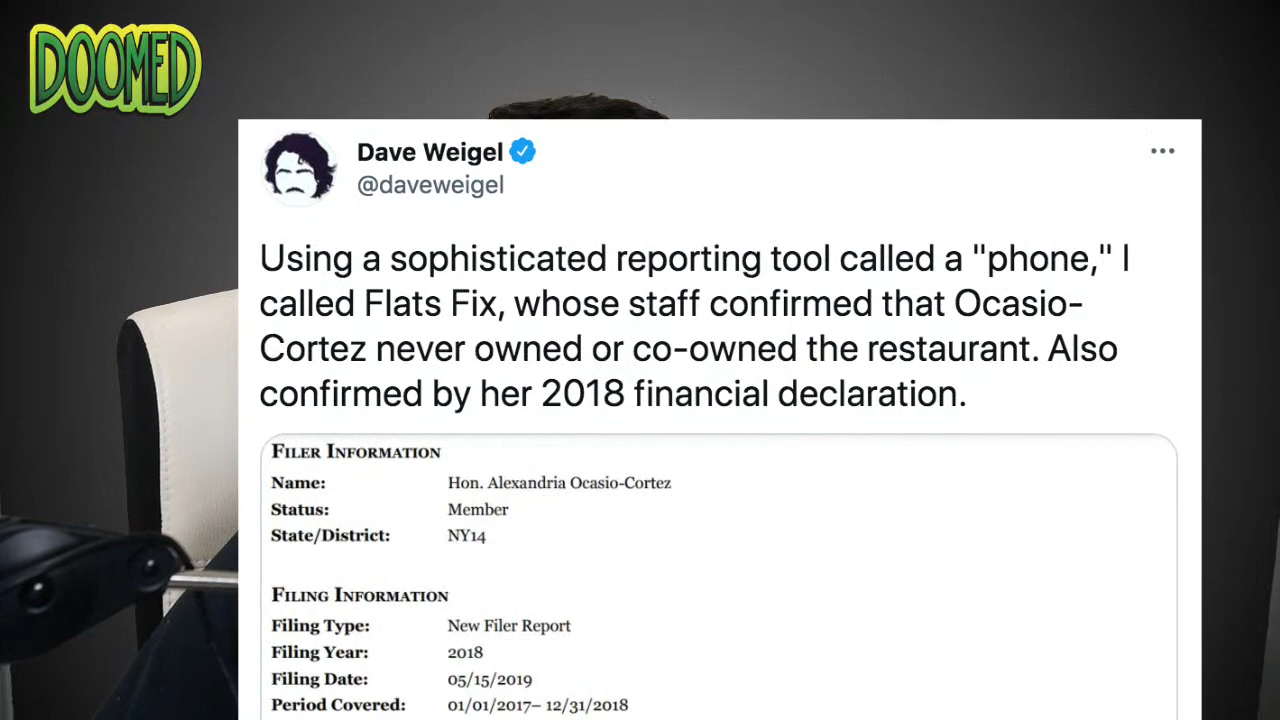 DOOMED
Dave Weigel
@daveweigel
Using a sophisticated reporting tool called a "phone," I
called Flats Fix, whose staff confirmed that Ocasio-
Cortez never owned or co-owned the restaurant. Also
confirmed by her 2018 financial declaration.
FILER INFORMATION
Name: Hon. Alexandria Ocasio-Cortez
Status: Member
State/District: NY14
FILING INFORMATION
Filing Type: New Filer Report
Filing Year: 2018
Filing Date: 05/15/2019
Period Covered: 01/01/2017– 12/31/2018